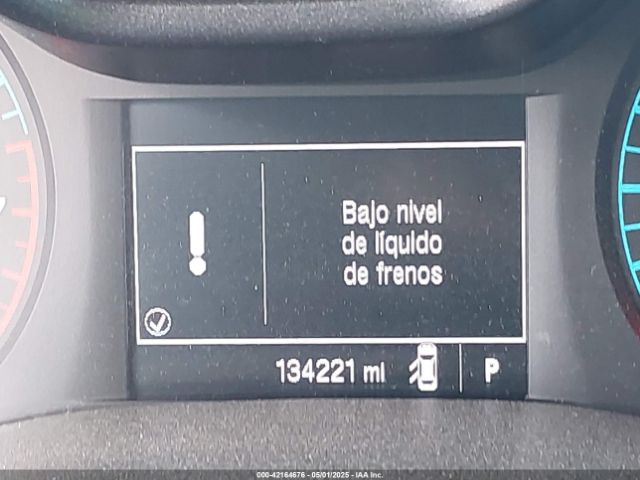 Bajo nivel
de líquido
de frenos
134221 mi
P
000-42164676 - 05/01/2025 - IAA Inc.